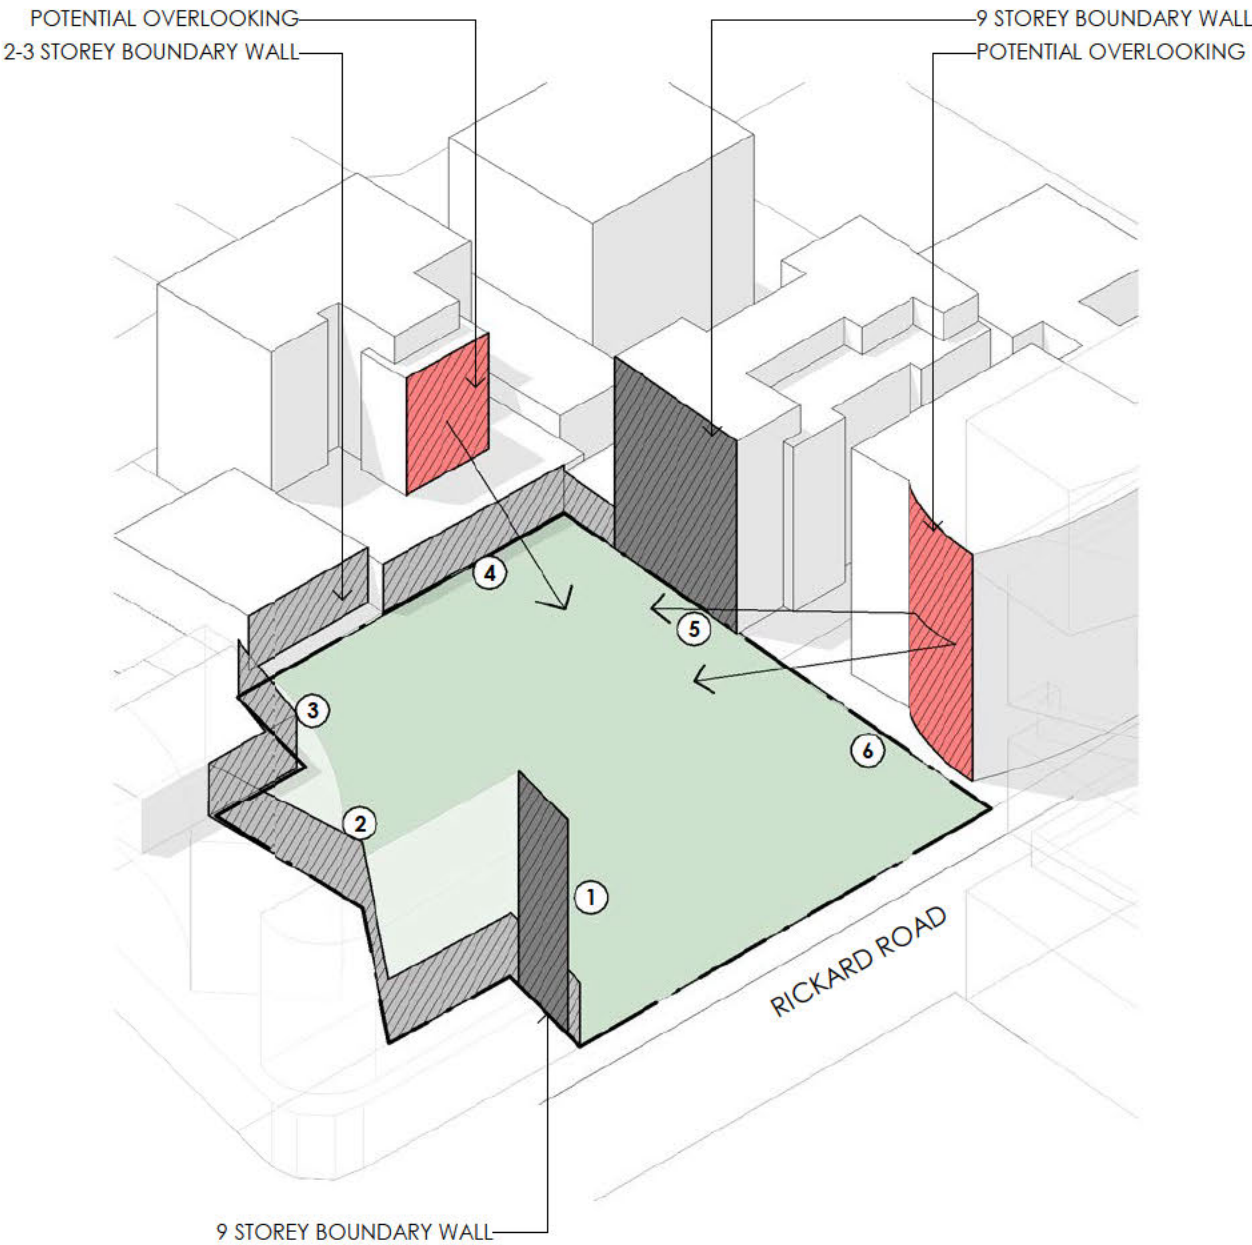 POTENTIAL OVERLOOKING
9 STOREY BOUNDARY WALL
2-3 STOREY BOUNDARY WALL
POTENTIAL OVERLOOKING
4
5
3
6
2
1
RICKARD ROAD
9 STOREY BOUNDARY WALL